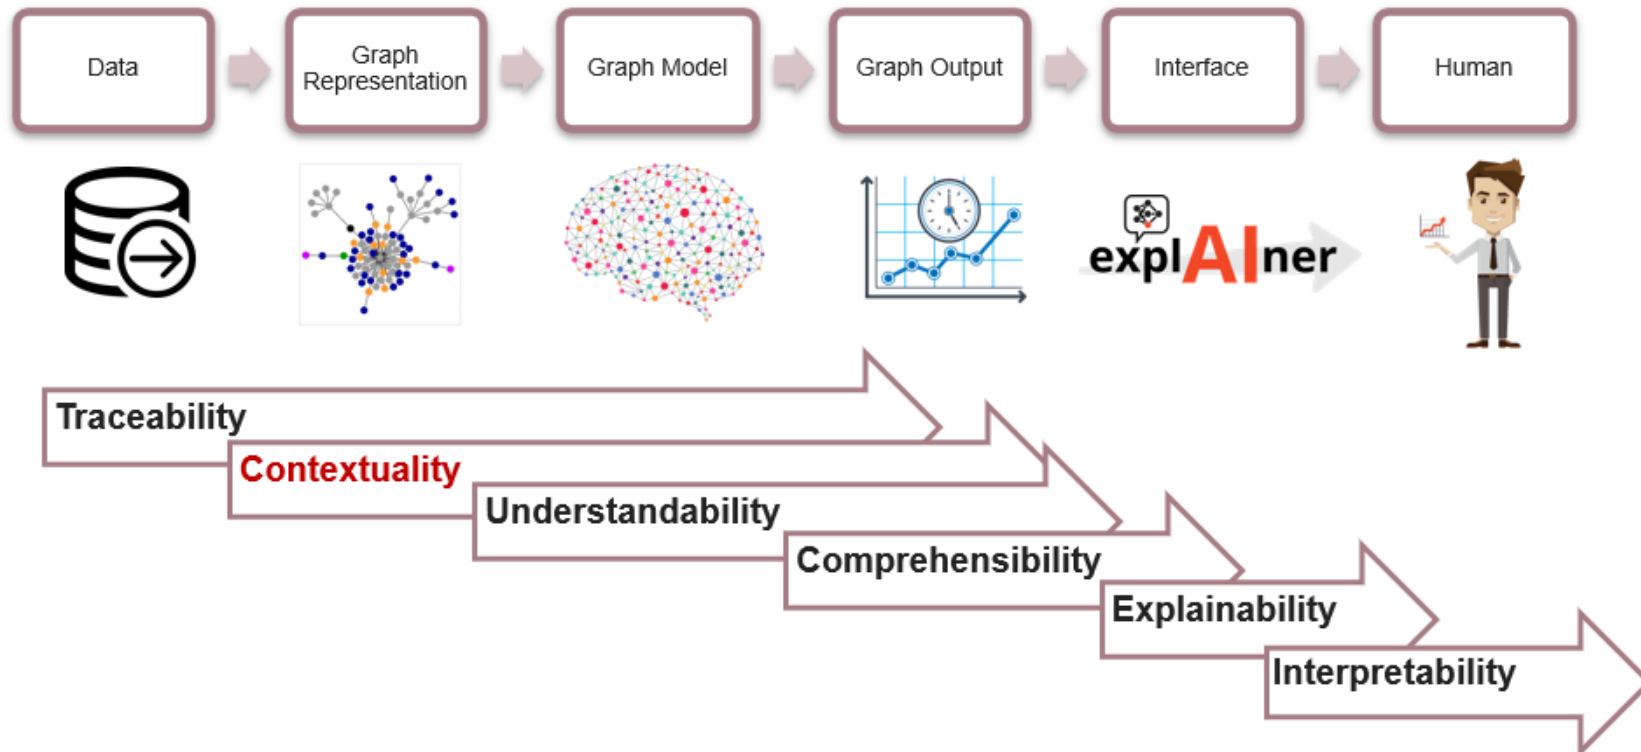 Data
Graph
Representation
Graph Model
Graph Output
Interface
Human
explAIner
Traceability
Contextuality
Understandability
Comprehensibility
Explainability
Interpretability